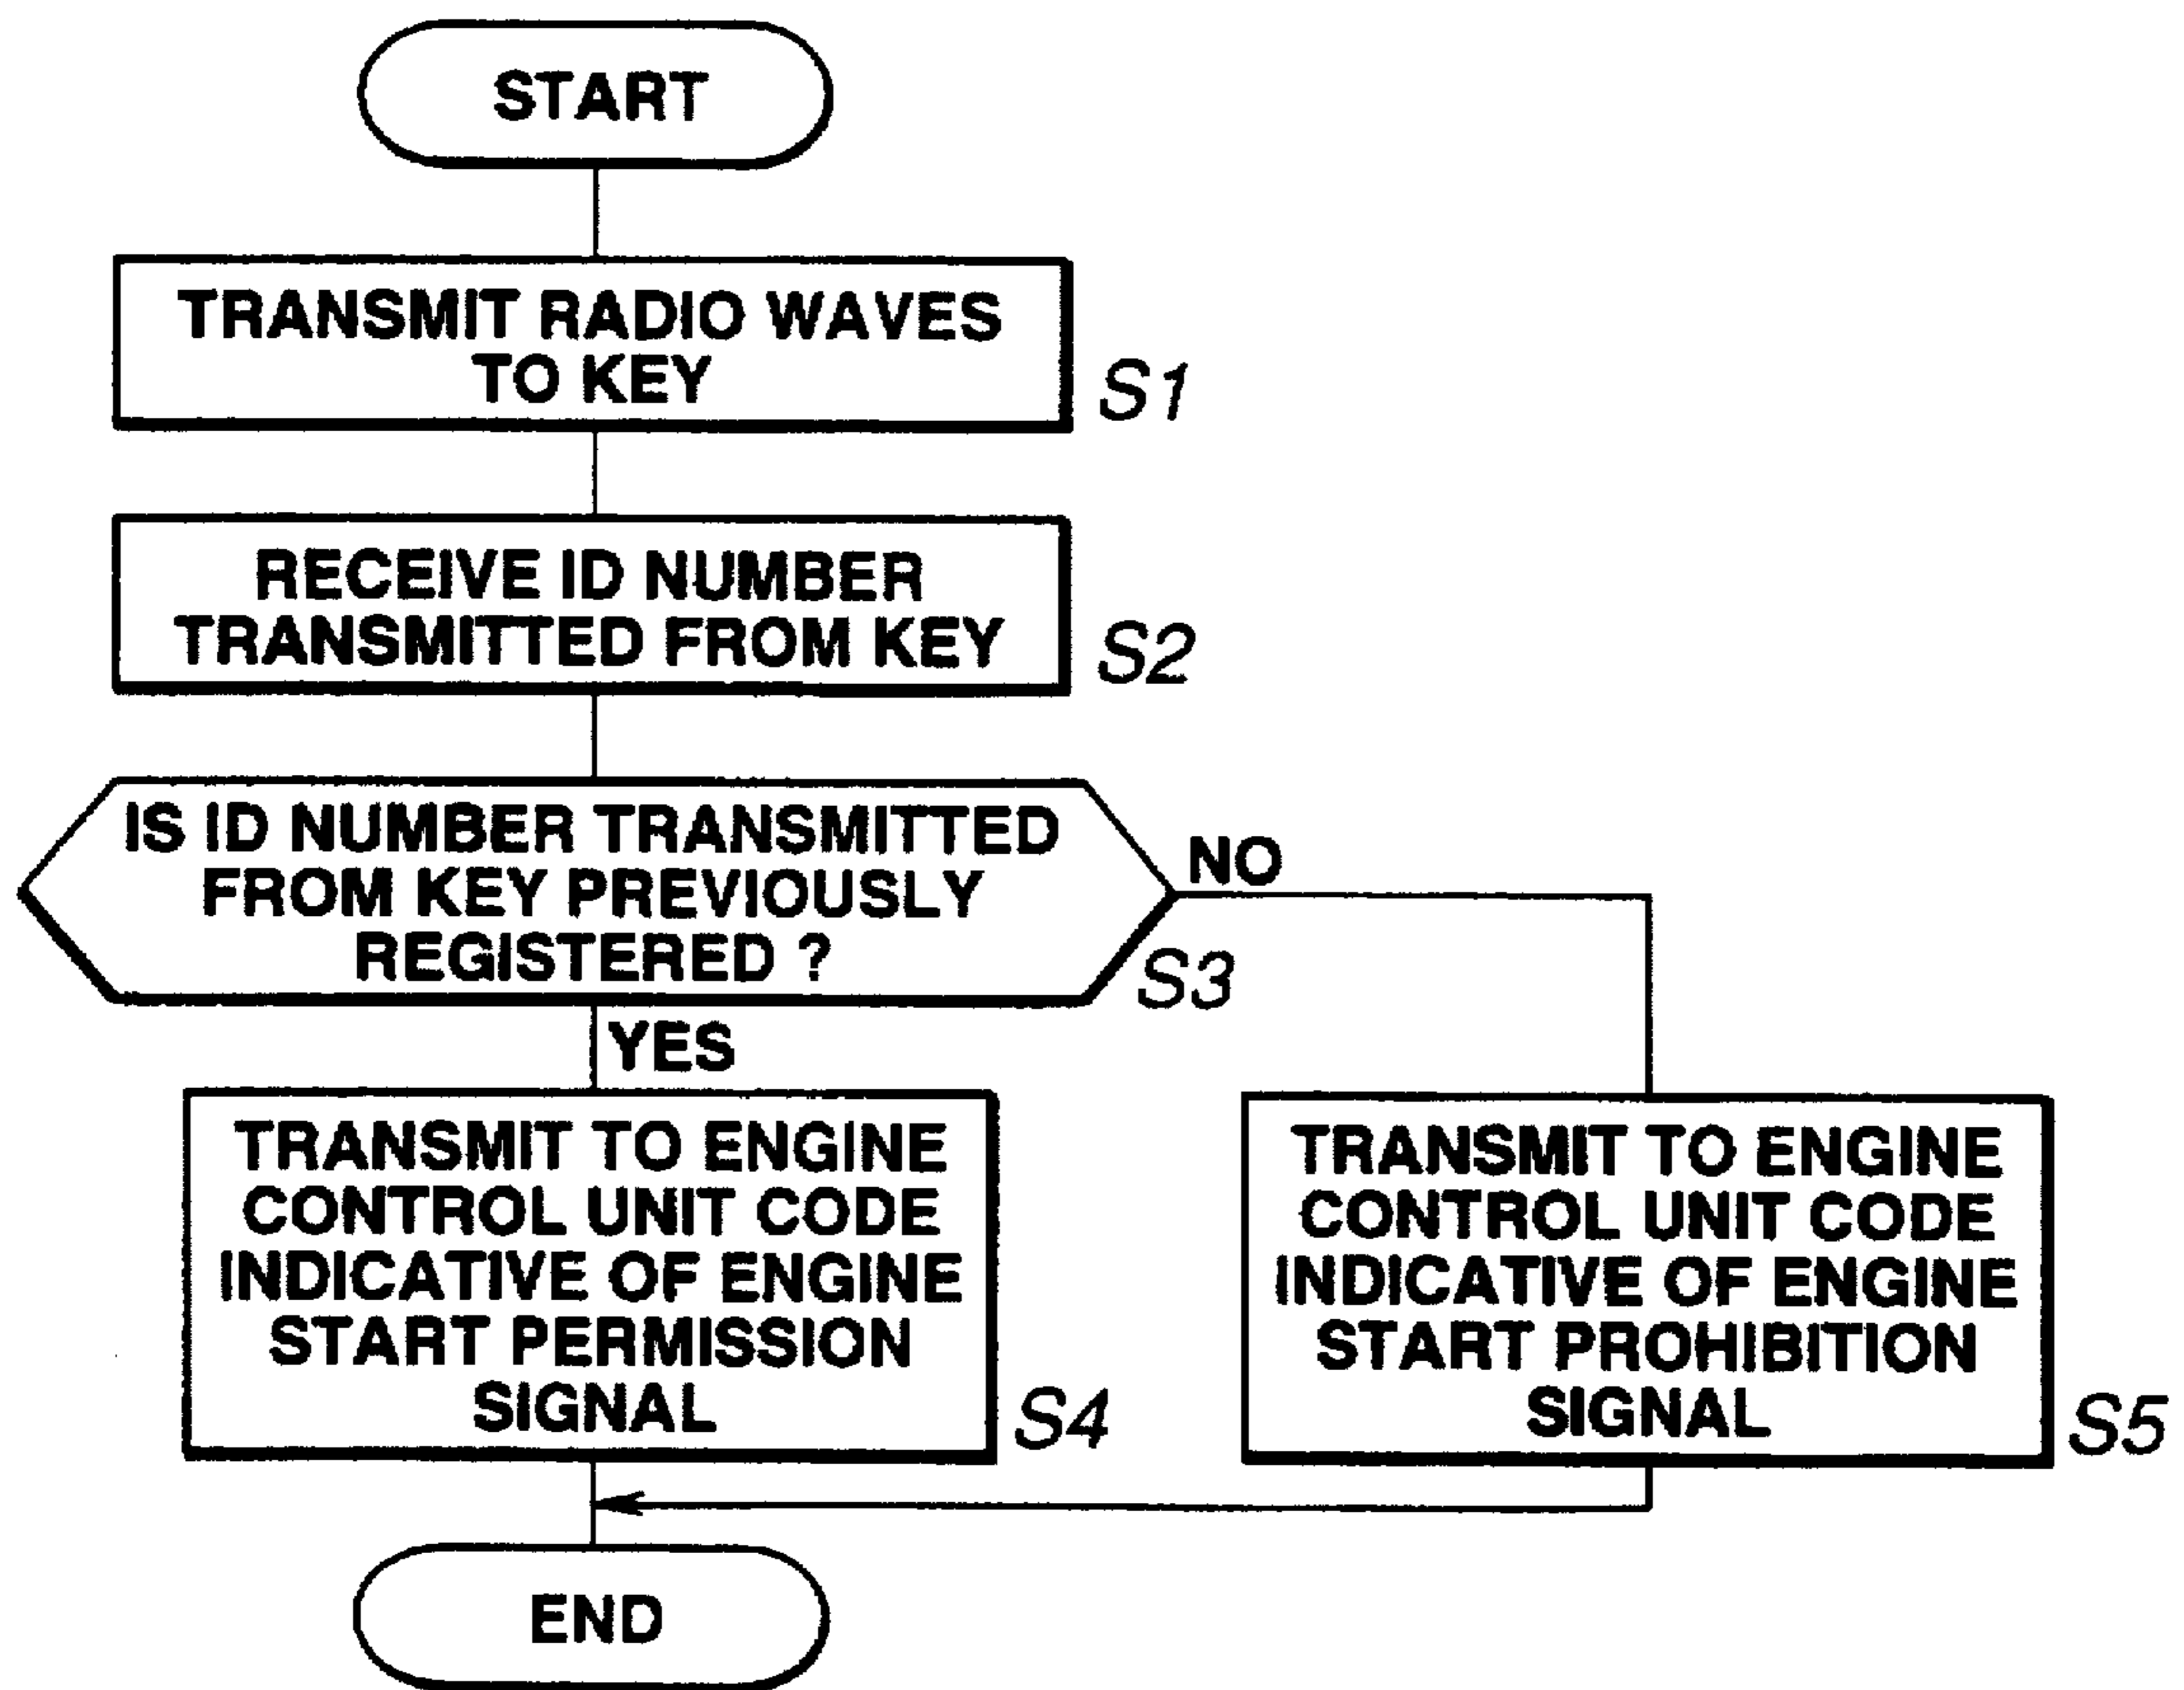 START
TRANSMIT RADIO WAVES
TO KEY
S1
RECEIVE ID NUMBER
TRANSMITTED FROM KEY
S2
IS ID NUMBER TRANSMITTED
FROM KEY PREVIOUSLY
REGISTERED ?
S3
NO
YES
TRANSMIT TO ENGINE
CONTROL UNIT CODE
INDICATIVE OF ENGINE
START PERMISSION
SIGNAL
S4
TRANSMIT TO ENGINE
CONTROL UNIT CODE
INDICATIVE OF ENGINE
START PROHIBITION
SIGNAL
S5
END